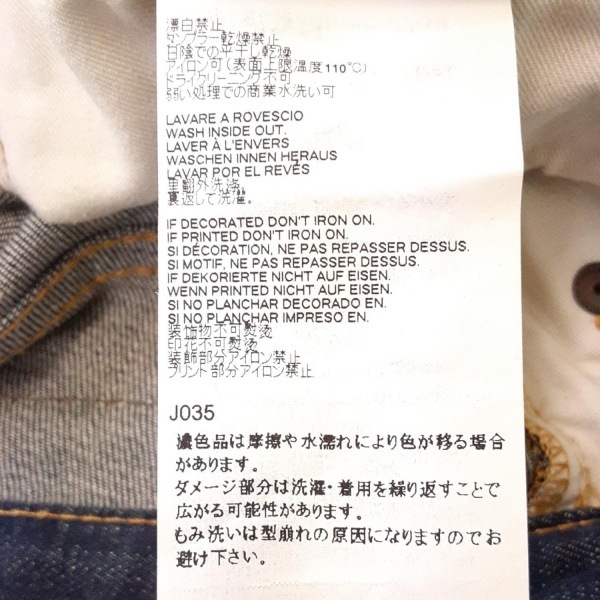 漂白禁止
タンブラー乾燥禁止
日陰での平干し乾燥
アイロン可(表面上限温度110℃)
ドライクリーニング不可
弱い処理での商業水洗い可
LAVARE A ROVESCIO
WASH INSIDE OUT.
LAVER À L'ENVERS
WASCHEN INNEN HERAUS
LAVAR POR EL REVÉS
里翻外洗涤。
裏返して洗濯。
IF DECORATED DON'T IRON ON.
IF PRINTED DON'T IRON ON.
SI DÉCORATION, NE PAS REPASSER DESSUS.
SI MOTIF, NE PAS REPASSER DESSUS.
IF DEKORIERTE NICHT AUF EISEN.
WENN PRINTED NICHT AUF EISEN.
SI NO PLANCHAR DECORADO EN.
SI NO PLANCHAR IMPRESO EN.
装饰物不可熨烫
印花不可熨烫
装飾部分アイロン禁止
プリント部分アイロン禁止.
J035
濃色品は摩擦や水濡れにより色が移る場合
があります。
ダメージ部分は洗濯・着用を繰り返すことで
広がる可能性があります。
もみ洗いは型崩れの原因になりますのでお
避け下さい。